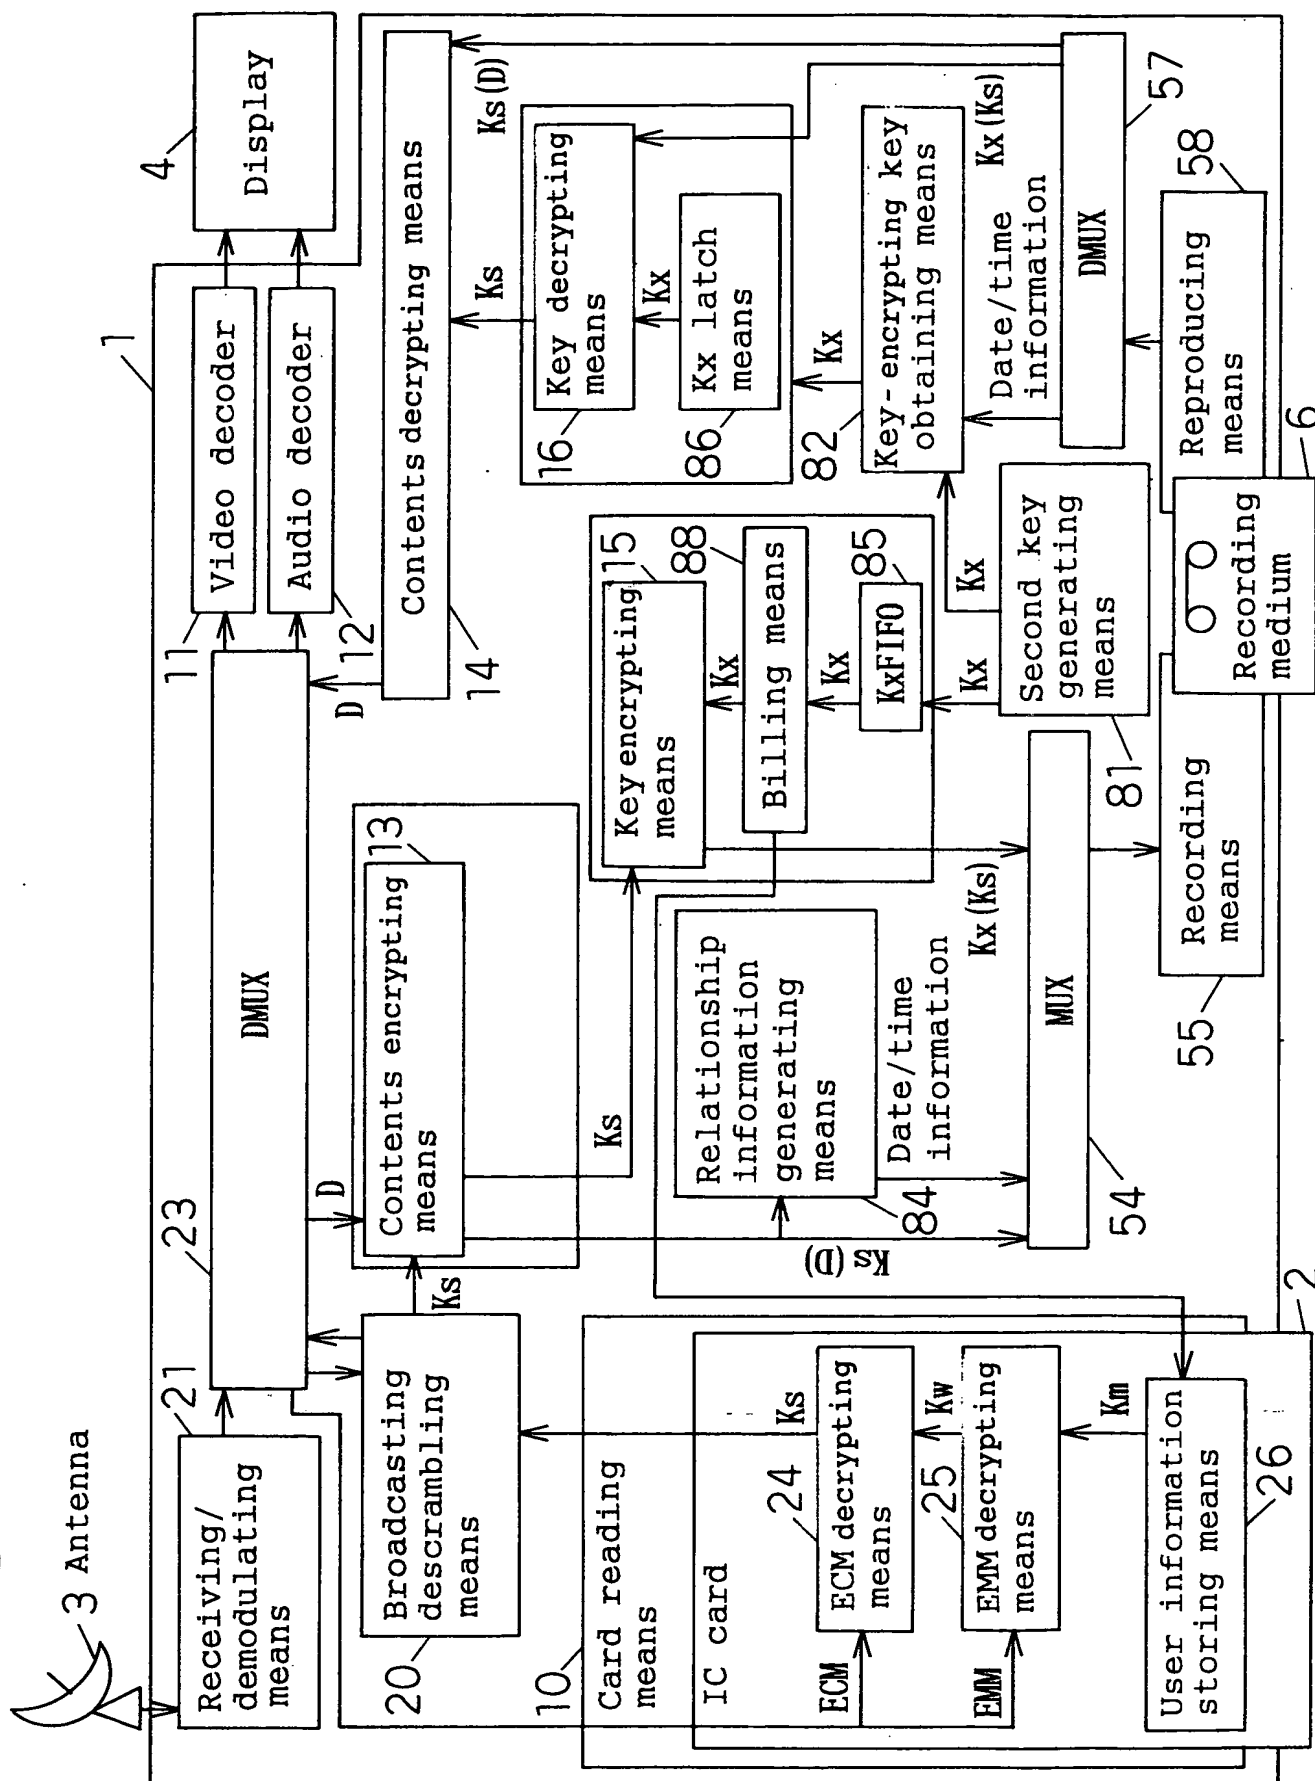 3 Antenna
Receiving/
demodulating
means
21
23
DMUX
11
Video decoder
Audio decoder
12
1
4
Display
D
Broadcasting
descrambling
means
20
Ks
Contents encrypting
means
13
D
Contents decrypting means
14
Ks(D)
Ks
Ks
Key encrypting
means
15
Kx
Billing means
88
Kx
KxFIFO
85
Kx
Key decrypting
means
16
Kx
Kx latch
means
86
Kx
Key-encrypting key
obtaining means
82
Kx
Kx(Ks)
Date/time
information
DMUX
57
Second key
generating
means
81
Relationship
information
generating
means
84
Ks(D)
Date/time
information
Kx(Ks)
MUX
54
Recording
means
55
Recording
medium
6
Reproducing
means
58
10
Card reading
means
IC card
2
Ks
ECM
ECM decrypting
means
24
Kw
EMM
EMM decrypting
means
25
Km
User information
storing means
26